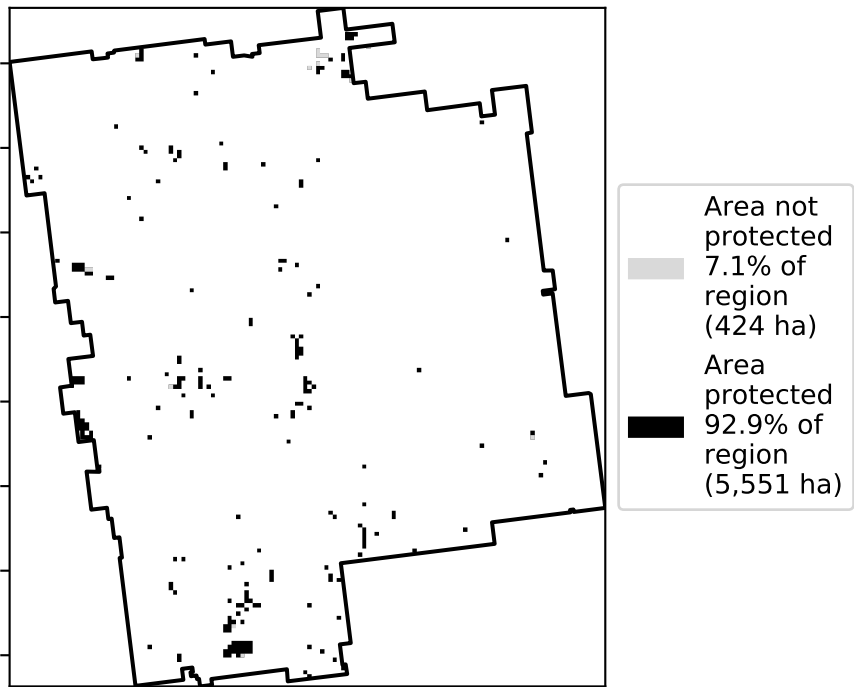 Area not
protected
7.1% of
region
(424 ha)
Area
protected
92.9% of
region
(5,551 ha)